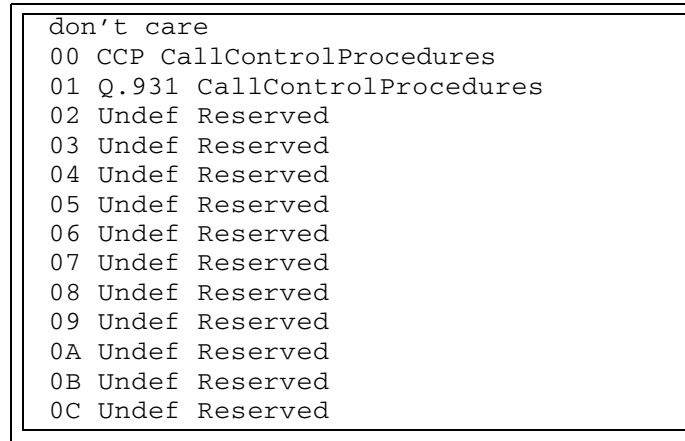 don't care
00 CCP CallControlProcedures
01 Q.931 CallControlProcedures
02 Undef Reserved
03 Undef Reserved
04 Undef Reserved
05 Undef Reserved
06 Undef Reserved
07 Undef Reserved
08 Undef Reserved
09 Undef Reserved
0A Undef Reserved
0B Undef Reserved
0C Undef Reserved